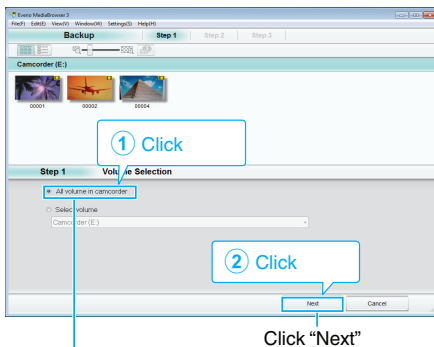 Everio MediaBrowser 3
File(F) Edit(E) View(V) Window(W) Settings(S) Help(H)
Backup Step 1 Step 2 Step 3
Camcorder (E:)
00001 00002 00004
1 Click
Step 1 Volume Selection
All volume in camcorder
Select volume
Camcorder (E:)
2 Click
Next Cancel
Click “Next”